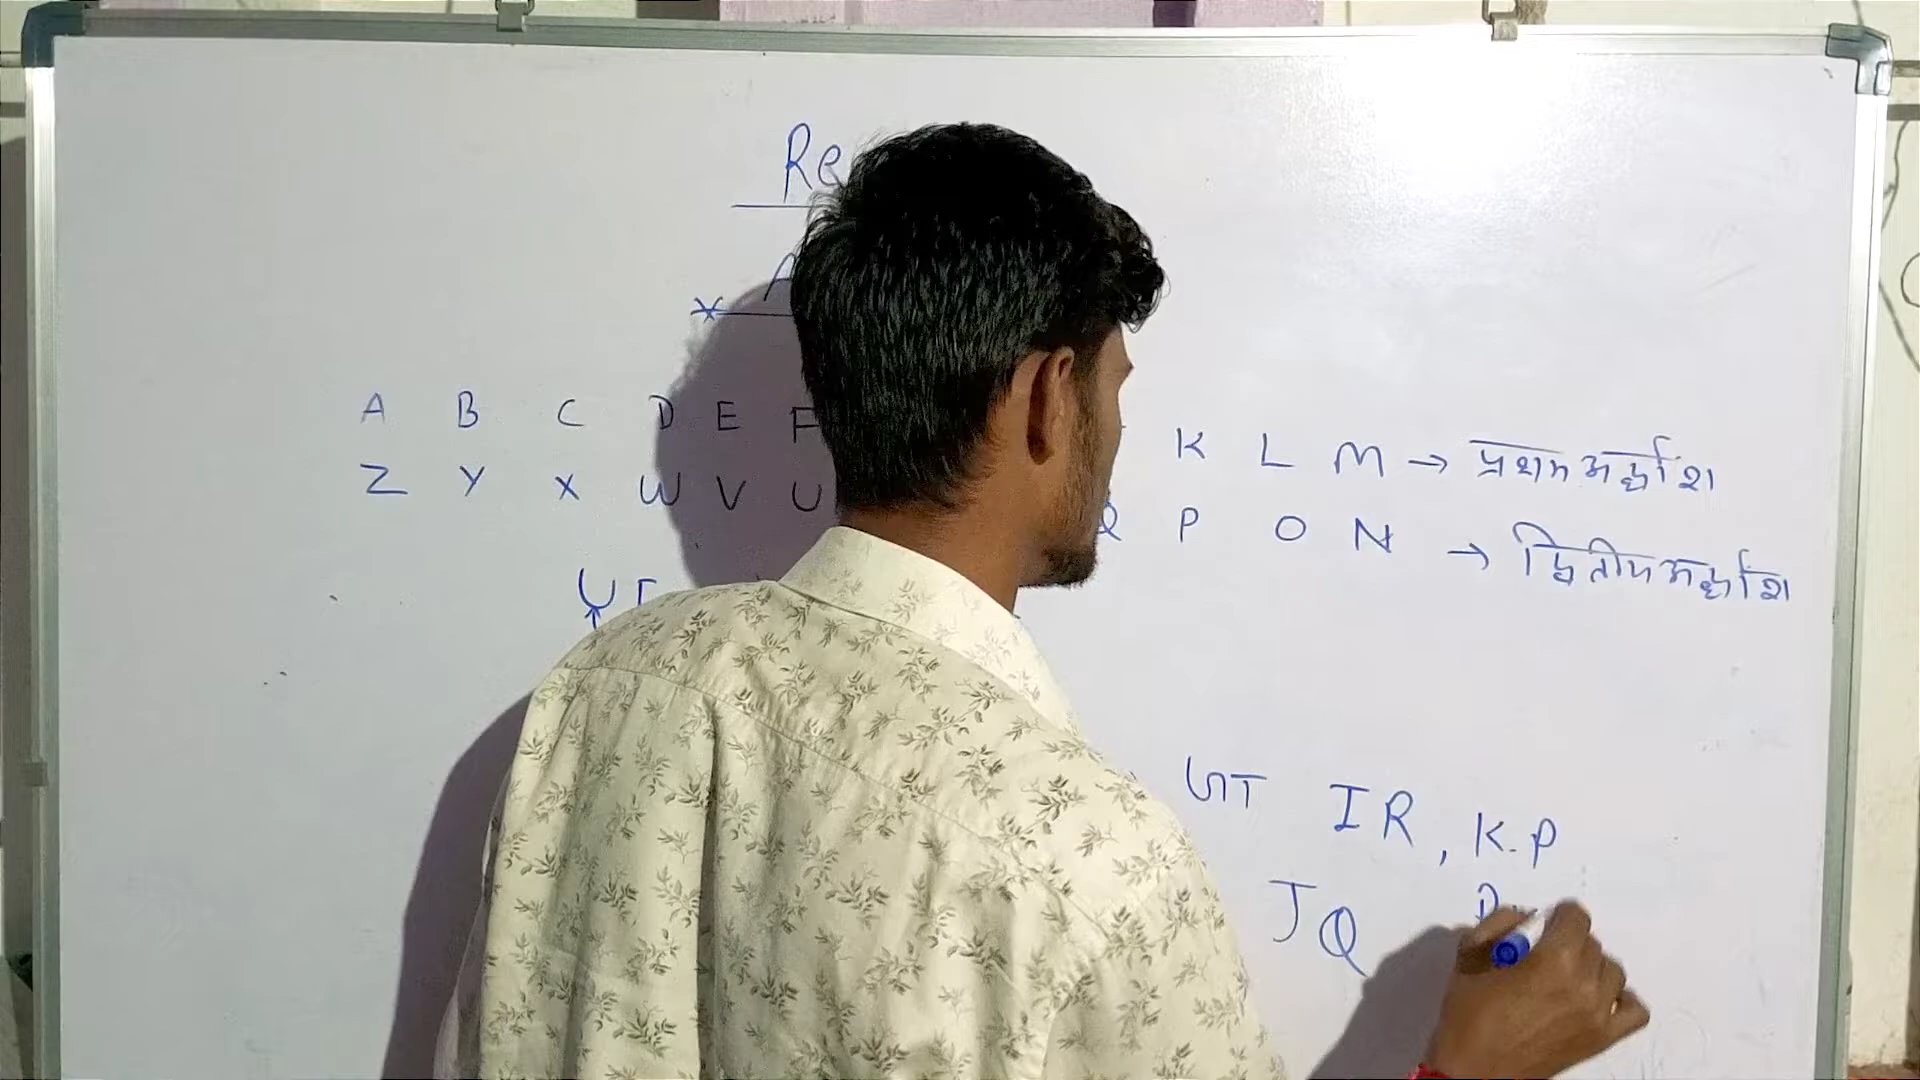 Re
A B C D E F K L M → प्रथम अर्द्धांश
Z Y X W V U Q P O N → द्वितीय अर्द्धांश
IR, K.P
JQ